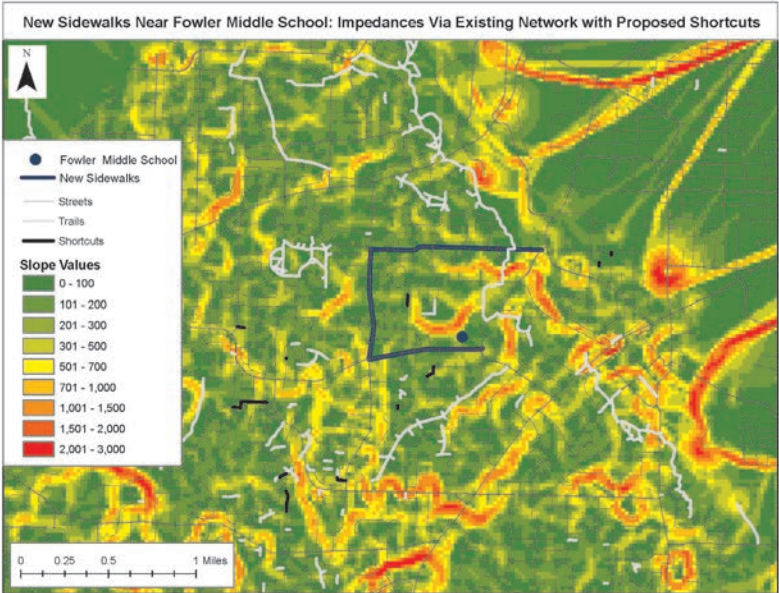 New Sidewalks Near Fowler Middle School: Impedances Via Existing Network with Proposed Shortcuts
N
Fowler Middle School
New Sidewalks
Streets
Trails
Shortcuts
Slope Values
0 - 100
101 - 200
201 - 300
301 - 500
501 - 700
701 - 1,000
1,001 - 1,500
1,501 - 2,000
2,001 - 3,000
0 0.25 0.5 1 Miles